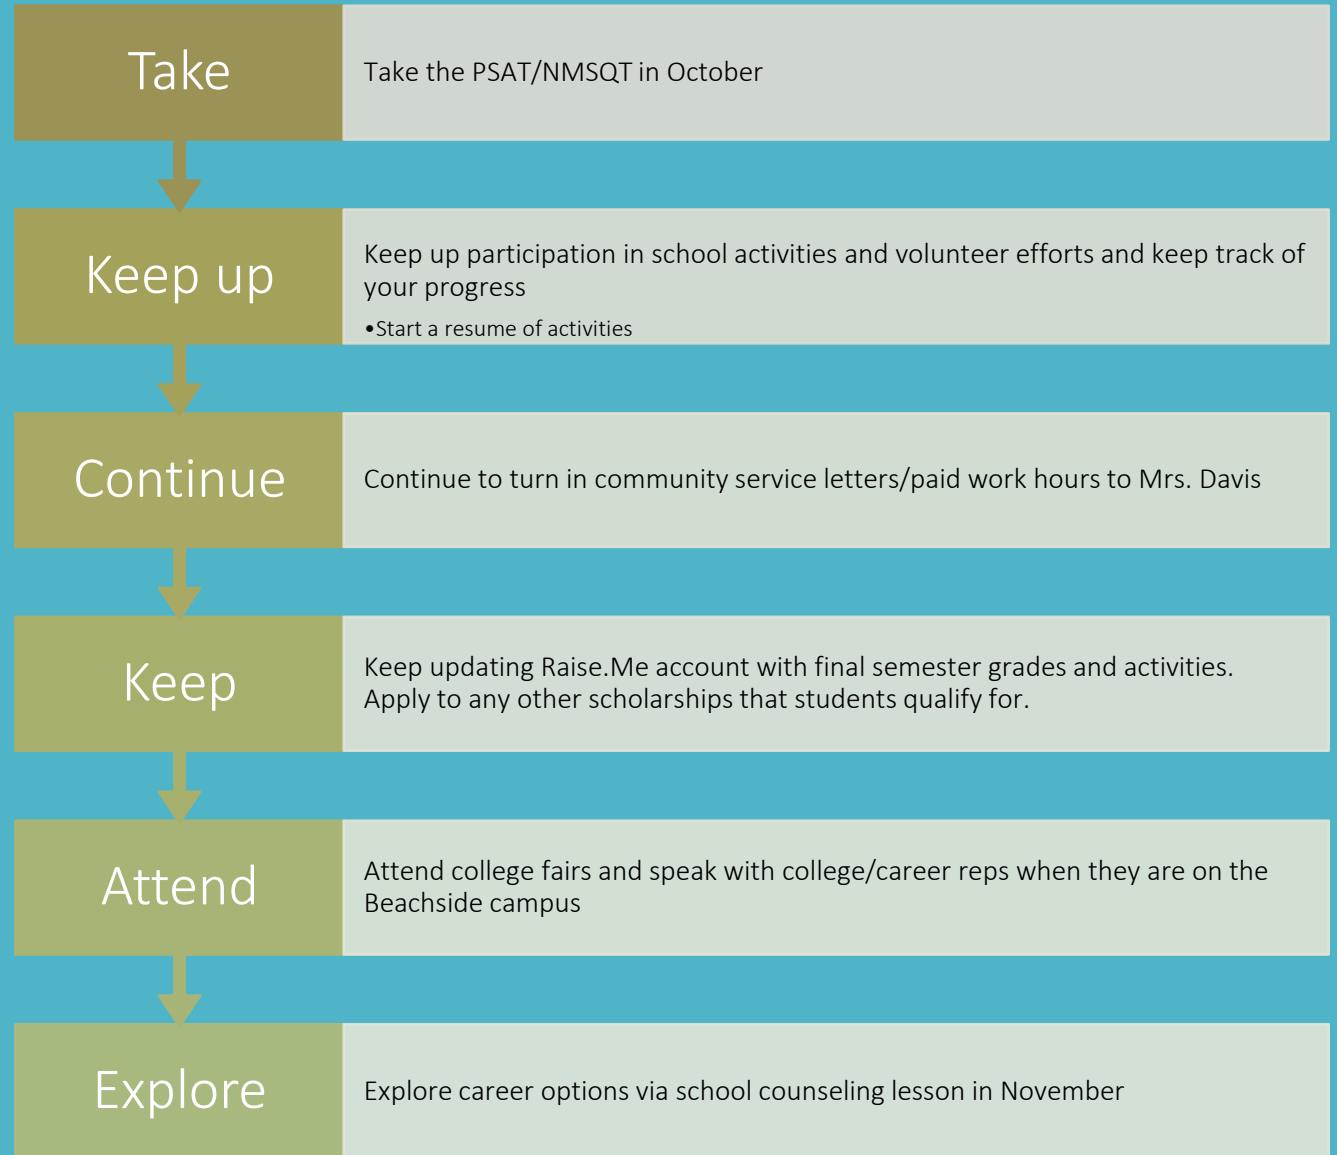 Take
Take the PSAT/NMSQT in October
Keep up
Keep up participation in school activities and volunteer efforts and keep track of
your progress
•Start a resume of activities
Continue
Continue to turn in community service letters/paid work hours to Mrs. Davis
Keep
Keep updating Raise.Me account with final semester grades and activities.
Apply to any other scholarships that students qualify for.
Attend
Attend college fairs and speak with college/career reps when they are on the
Beachside campus
Explore
Explore career options via school counseling lesson in November